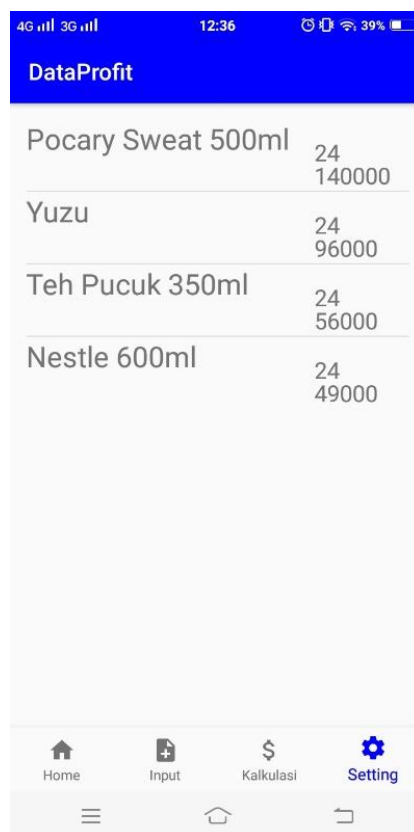 4G 3G 12:36 39%
DataProfit
Pocary Sweat 500ml
24
140000
Yuzu
24
96000
Teh Pucuk 350ml
24
56000
Nestle 600ml
24
49000
Home Input Kalkulasi Setting